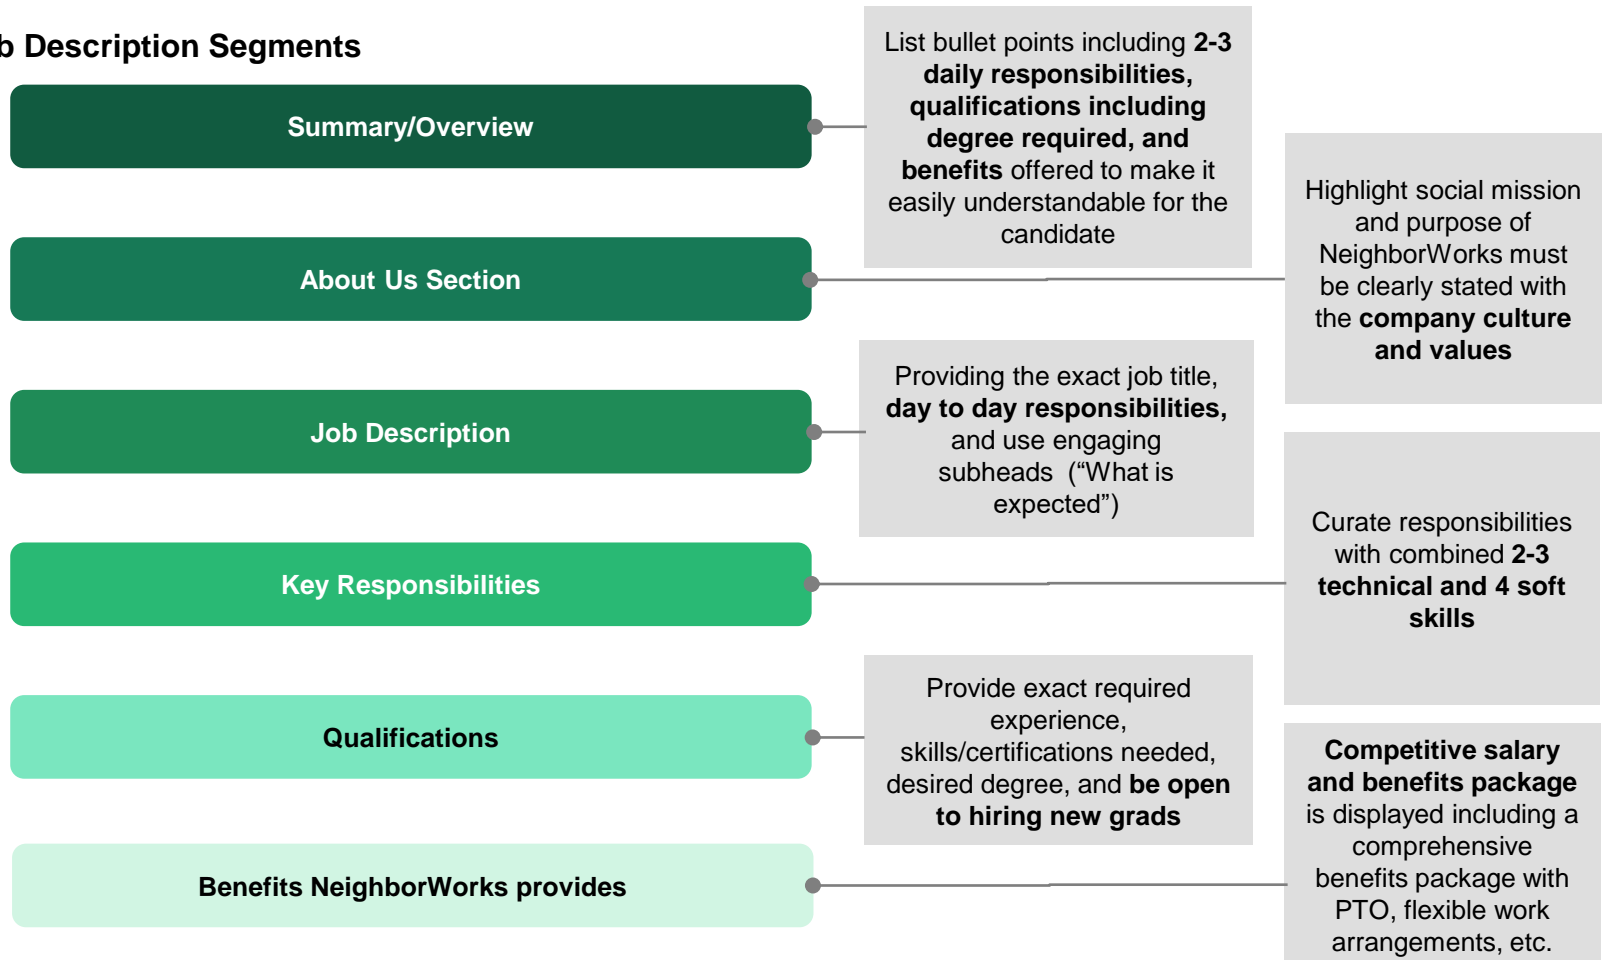 b Description Segments
Summary/Overview
List bullet points including 2-3
daily responsibilities,
qualifications including
degree required, and
benefits offered to make it
easily understandable for the
candidate
About Us Section
Highlight social mission
and purpose of
NeighborWorks must
be clearly stated with
the company culture
and values
Job Description
Providing the exact job title,
day to day responsibilities,
and use engaging
subheads (“What is
expected”)
Key Responsibilities
Curate responsibilities
with combined 2-3
technical and 4 soft
skills
Qualifications
Provide exact required
experience,
skills/certifications needed,
desired degree, and be open
to hiring new grads
Benefits NeighborWorks provides
Competitive salary
and benefits package
is displayed including a
comprehensive
benefits package with
PTO, flexible work
arrangements, etc.